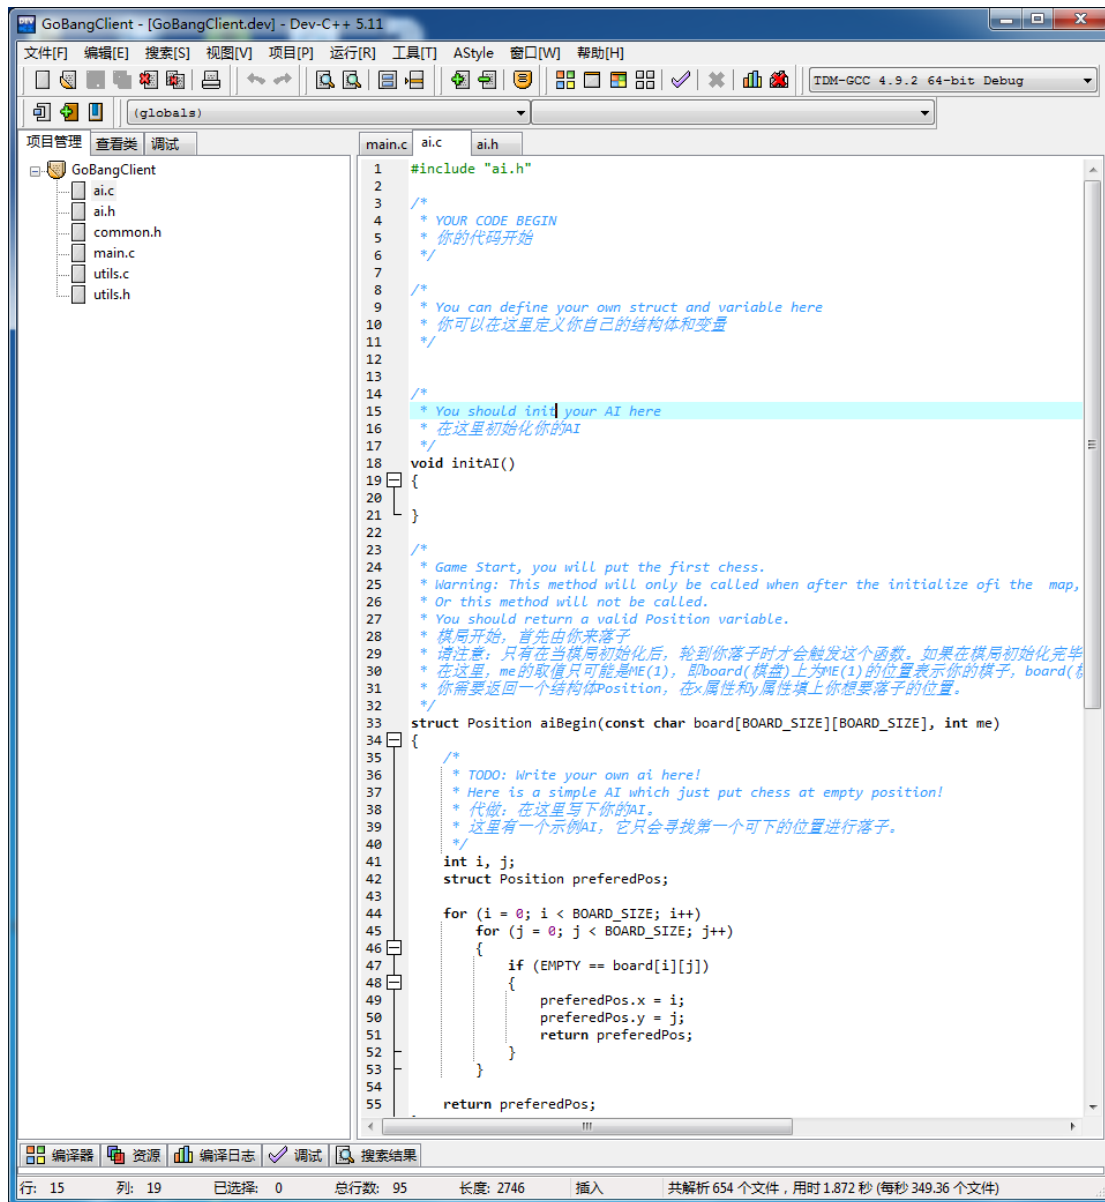 GoBangClient - [GoBangClient.dev] - Dev-C++ 5.11
文件[F] 编辑[E] 搜索[S] 视图[V] 项目[P] 运行[R] 工具[T] AStyle 窗口[W] 帮助[H]
TDM-GCC 4.9.2 64-bit Debug
(globals)
项目管理 查看类 调试
main.c ai.c ai.h
GoBangClient
ai.c
ai.h
common.h
main.c
utils.c
utils.h
1 #include "ai.h"
2
3 /*
4 * YOUR CODE BEGIN
5 * 你的代码开始
6 */
7
8 /*
9 * You can define your own struct and variable here
10 * 你可以在这里定义你自己的结构体和变量
11 */
12
13
14 /*
15 * You should init your AI here
16 * 在这里初始化你的AI
17 */
18 void initAI()
19 {
20
21 }
22
23 /*
24 * Game Start, you will put the first chess.
25 * Warning: This method will only be called when after the initialize ofi the  map,
26 * Or this method will not be called.
27 * You should return a valid Position variable.
28 * 棋局开始，首先由你来落子
29 * 请注意：只有在当棋局初始化后，轮到你落子时才会触发这个函数。如果在棋局初始化完毕
30 * 在这里，me的取值只可能是ME(1)，即board(棋盘)上为ME(1)的位置表示你的棋子，board(
31 * 你需要返回一个结构体Position，在x属性和y属性填上你想要落子的位置。
32 */
33 struct Position aiBegin(const char board[BOARD_SIZE][BOARD_SIZE], int me)
34 {
35 /*
36 * TODO: Write your own ai here!
37 * Here is a simple AI which just put chess at empty position!
38 * 代做：在这里写下你的AI。
39 * 这里有一个示例AI，它只会寻找第一个可下的位置进行落子。
40 */
41 int i, j;
42 struct Position preferedPos;
43
44 for (i = 0; i < BOARD_SIZE; i++)
45 for (j = 0; j < BOARD_SIZE; j++)
46 {
47 if (EMPTY == board[i][j])
48 {
49 preferedPos.x = i;
50 preferedPos.y = j;
51 return preferedPos;
52 }
53 }
54
55 return preferedPos;
编译器 资源 编译日志 调试 搜索结果
行: 15 列: 19 已选择: 0 总行数: 95 长度: 2746 插入 共解析 654 个文件，用时 1.872 秒 (每秒 349.36 个文件)